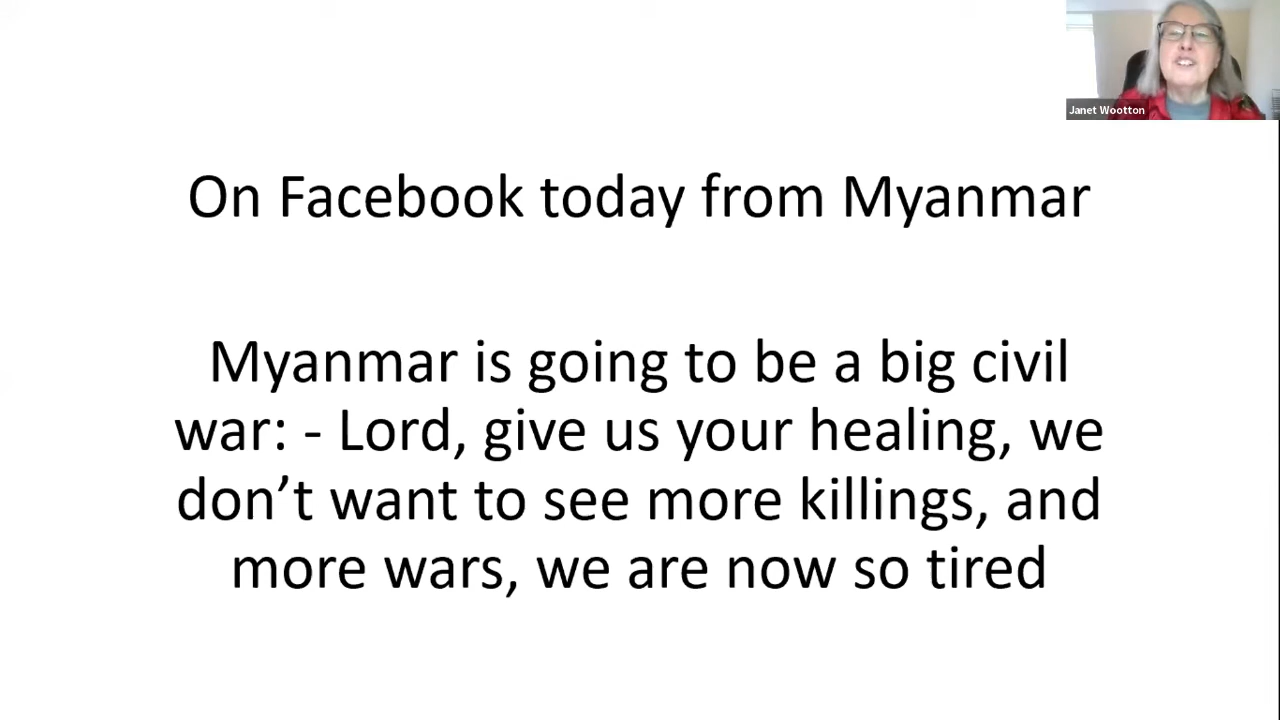 Janet Wootton
On Facebook today from Myanmar
Myanmar is going to be a big civil
war: - Lord, give us your healing, we
don’t want to see more killings, and
more wars, we are now so tired